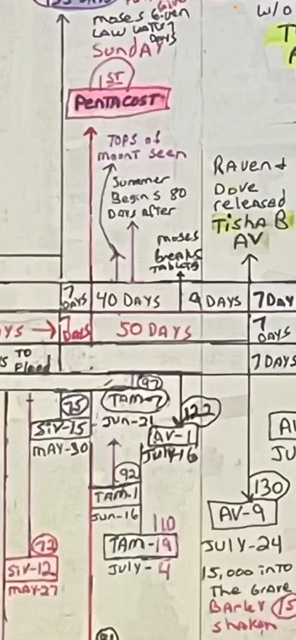 MOSES GIVEN
LAW
SUNDAY
1ST
PENTACOST
TOPS OF
MOUNT SEEN
Summer
Begins 80
Days after
moses
breaks
TABLETS
W/O
RAVEN &
DOVE
released
TISHA B
AV
7
DAYS
40 DAYS
9 DAYS
7 DAY
7
DAYS
50 DAYS
7
DAYS
7 DAYS
TO Flood
75
SIV-15
MAY-30
97
TAM-7
JUN-21
122
AV-1
JULY-16
92
TAM-1
JUN-16
110
TAM-19
JULY-4
130
AV-9
JULY-24
72
SIV-12
MAY-27
15,000 INTO
The Grave
BARLEY
Shaken